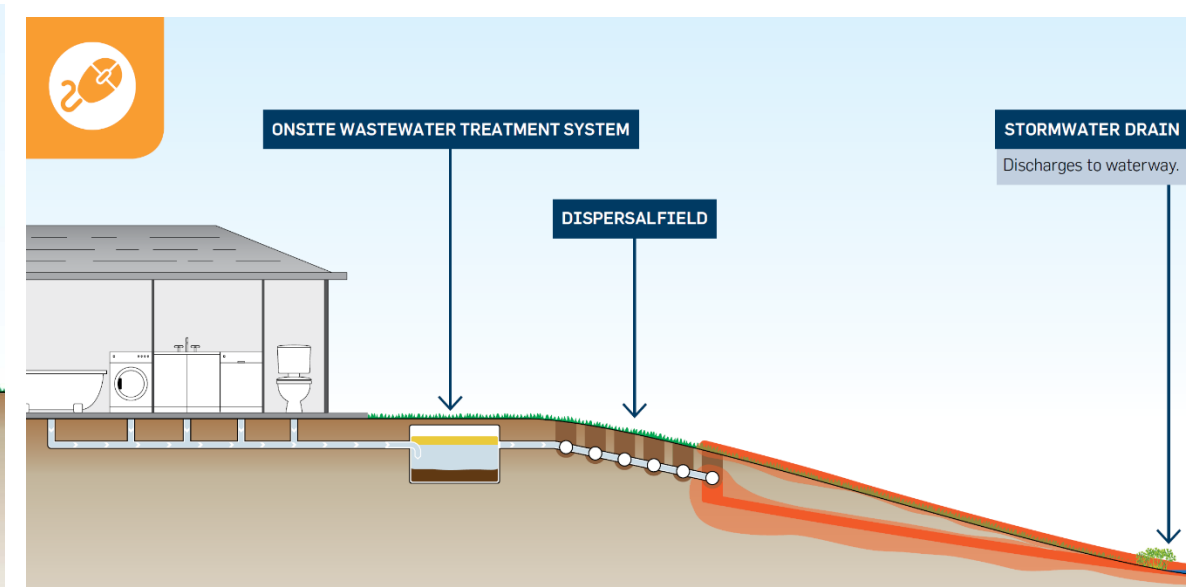 ONSITE WASTEWATER TREATMENT SYSTEM
STORMWATER DRAIN
Discharges to waterway.
DISPERSALFIELD